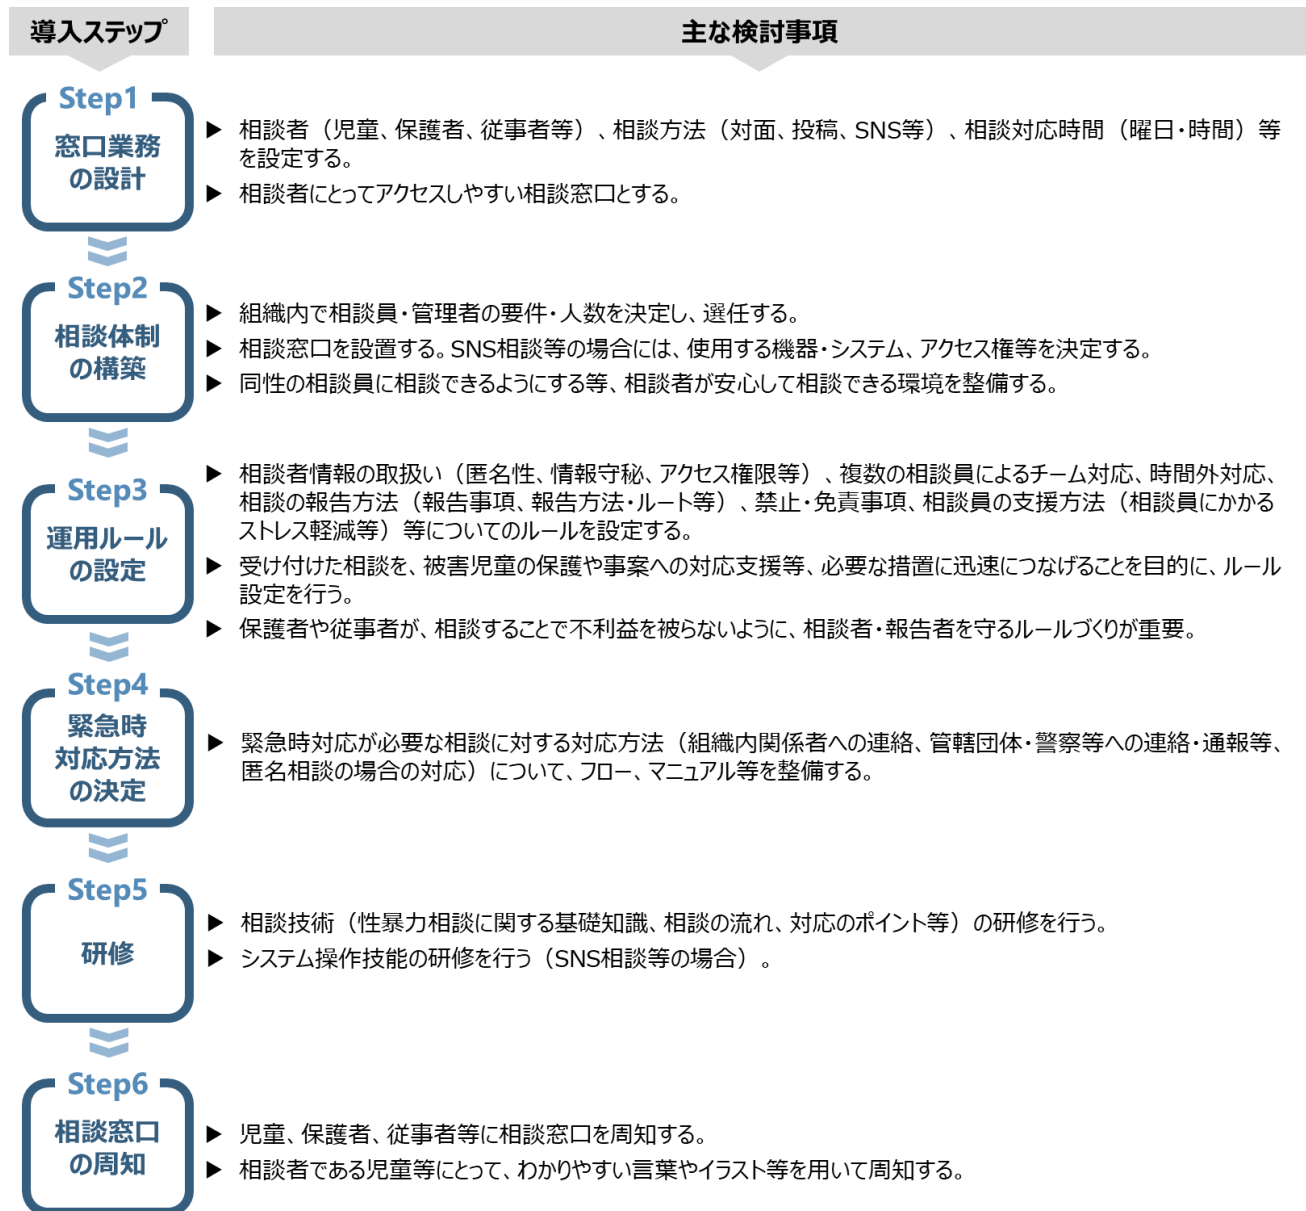 導入ステップ
主な検討事項
Step1
窓口業務
の設計
▶ 相談者（児童、保護者、従事者等）、相談方法（対面、投稿、SNS等）、相談対応時間（曜日・時間）等
を設定する。
▶ 相談者にとってアクセスしやすい相談窓口とする。
Step2
相談体制
の構築
▶ 組織内で相談員・管理者の要件・人数を決定し、選任する。
▶ 相談窓口を設置する。SNS相談等の場合には、使用する機器・システム、アクセス権等を決定する。
▶ 同性の相談員に相談できるようにする等、相談者が安心して相談できる環境を整備する。
Step3
運用ルール
の設定
▶ 相談者情報の取扱い（匿名性、情報守秘、アクセス権限等）、複数の相談員によるチーム対応、時間外対応、
相談の報告方法（報告事項、報告方法・ルート等）、禁止・免責事項、相談員の支援方法（相談員にかかる
ストレス軽減等）等についてのルールを設定する。
▶ 受け付けた相談を、被害児童の保護や事案への対応支援等、必要な措置に迅速につなげることを目的に、ルール
設定を行う。
▶ 保護者や従事者が、相談することで不利益を被らないように、相談者・報告者を守るルールづくりが重要。
Step4
緊急時
対応方法
の決定
▶ 緊急時対応が必要な相談に対する対応方法（組織内関係者への連絡、管轄団体・警察等への連絡・通報等、
匿名相談の場合の対応）について、フロー、マニュアル等を整備する。
Step5
研修
▶ 相談技術（性暴力相談に関する基礎知識、相談の流れ、対応のポイント等）の研修を行う。
▶ システム操作技能の研修を行う（SNS相談等の場合）。
Step6
相談窓口
の周知
▶ 児童、保護者、従事者等に相談窓口を周知する。
▶ 相談者である児童等にとって、わかりやすい言葉やイラスト等を用いて周知する。